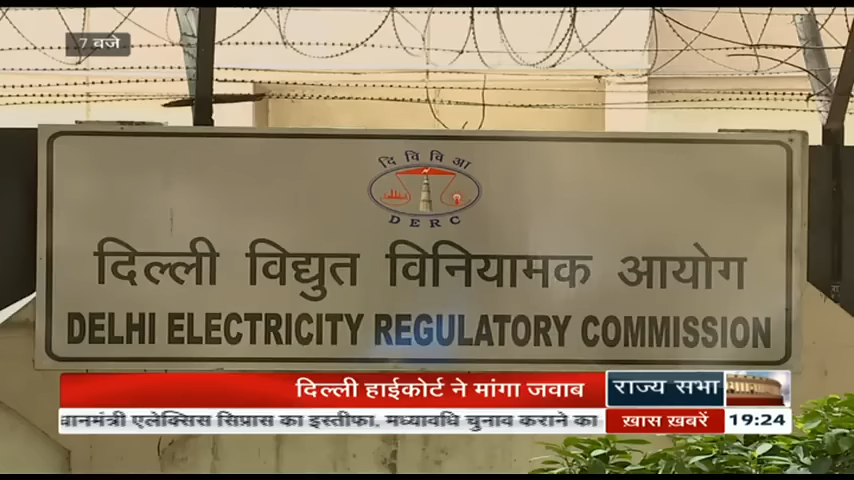 7 बजे
दि वि वि आ
DERC
दिल्ली विद्युत विनियामक आयोग
DELHI ELECTRICITY REGULATORY COMMISSION
दिल्ली हाईकोर्ट ने मांगा जवाब
राज्य सभा
धानमंत्री एलेक्सिस सिप्रास का इस्तीफा, मध्यावधि चुनाव कराने का
ख़ास ख़बरें
19:24